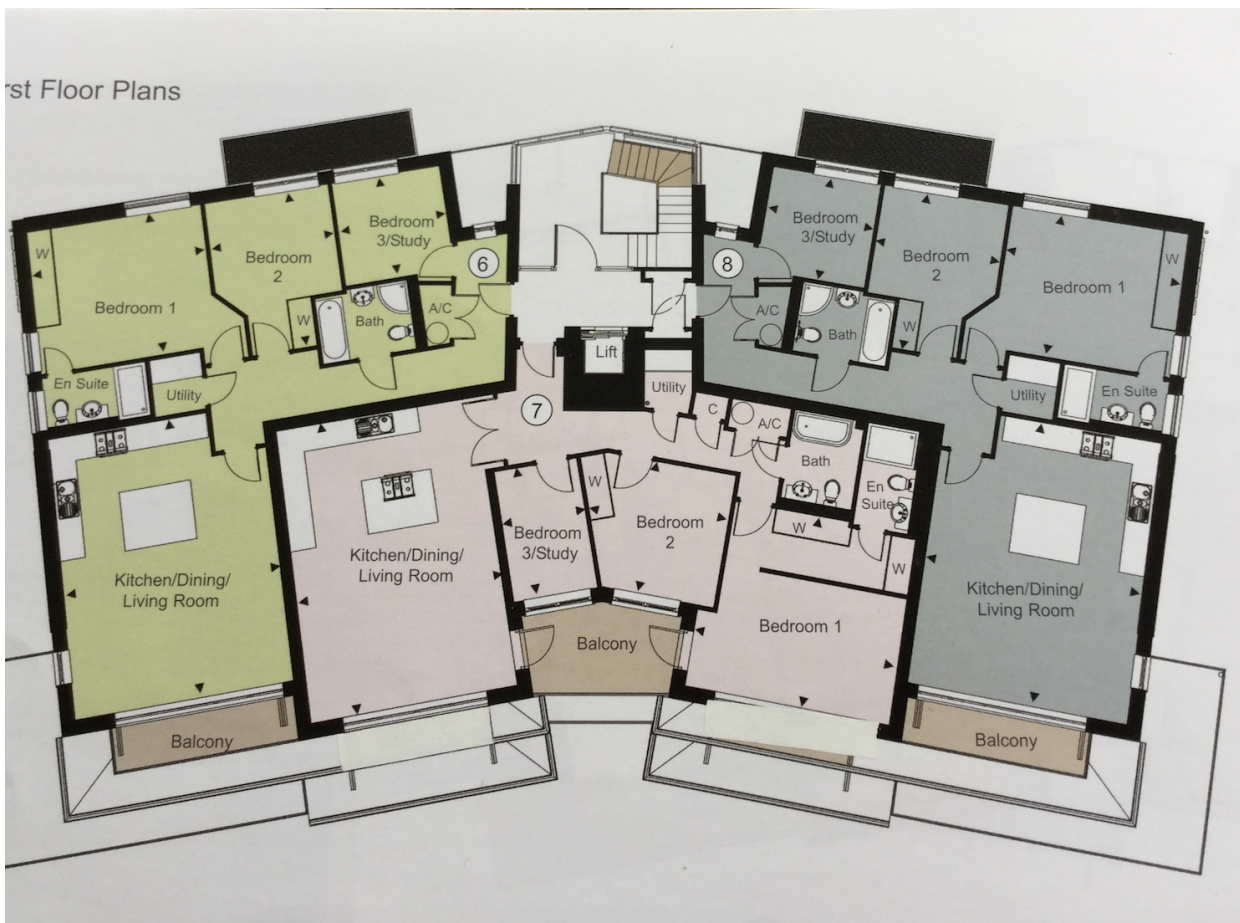 rst Floor Plans
Bedroom
3/Study
6
W
Bedroom
2
Bedroom 1
W
Bath
A/C
En Suite
Utility
Kitchen/Dining/
Living Room
Balcony
Lift
7
Utility
C
A/C
Bath
En
Suite
W
Bedroom
3/Study
Bedroom
2
W
W
Kitchen/Dining/
Living Room
Bedroom 1
Balcony
8
Bedroom
3/Study
Bedroom
2
Bedroom 1
W
A/C
Bath
W
Utility
En Suite
Kitchen/Dining/
Living Room
Balcony